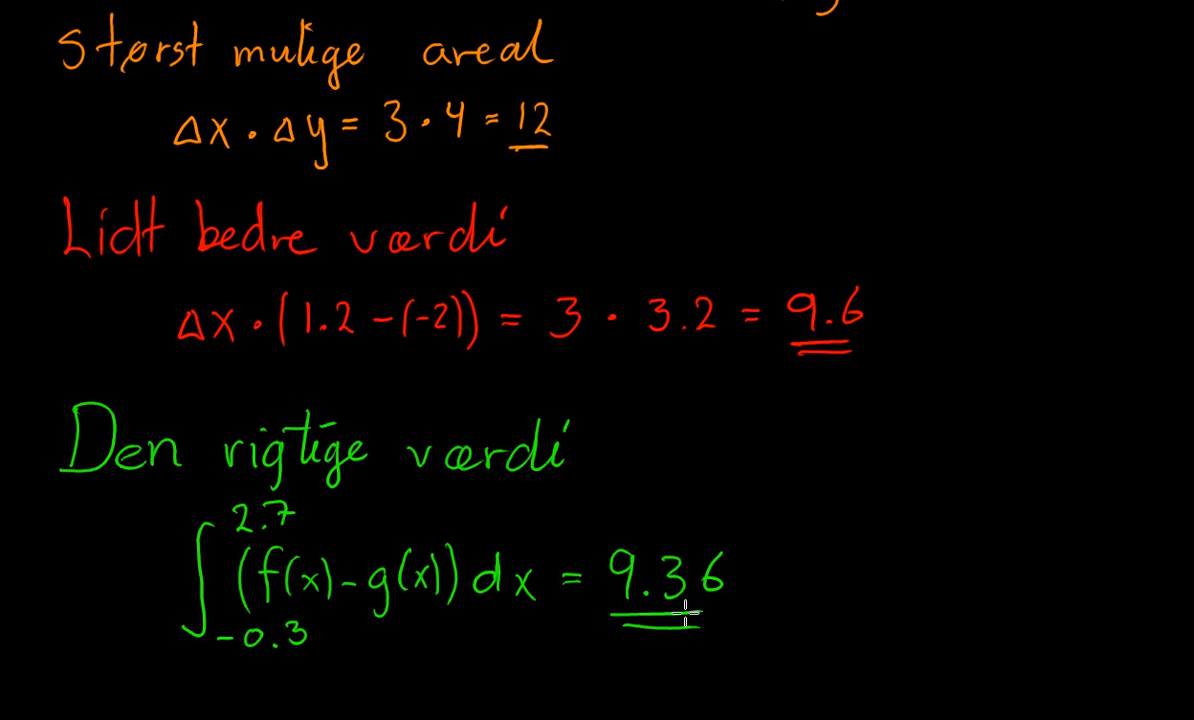 Størst mulige areal
Δx · Δy = 3 · 4 = 12
Lidt bedre værdi
Δx · (1.2 - (-2)) = 3 · 3.2 = 9.6
Den rigtige værdi
∫_{-0.3}^{2.7} (f(x) - g(x)) dx = 9.36